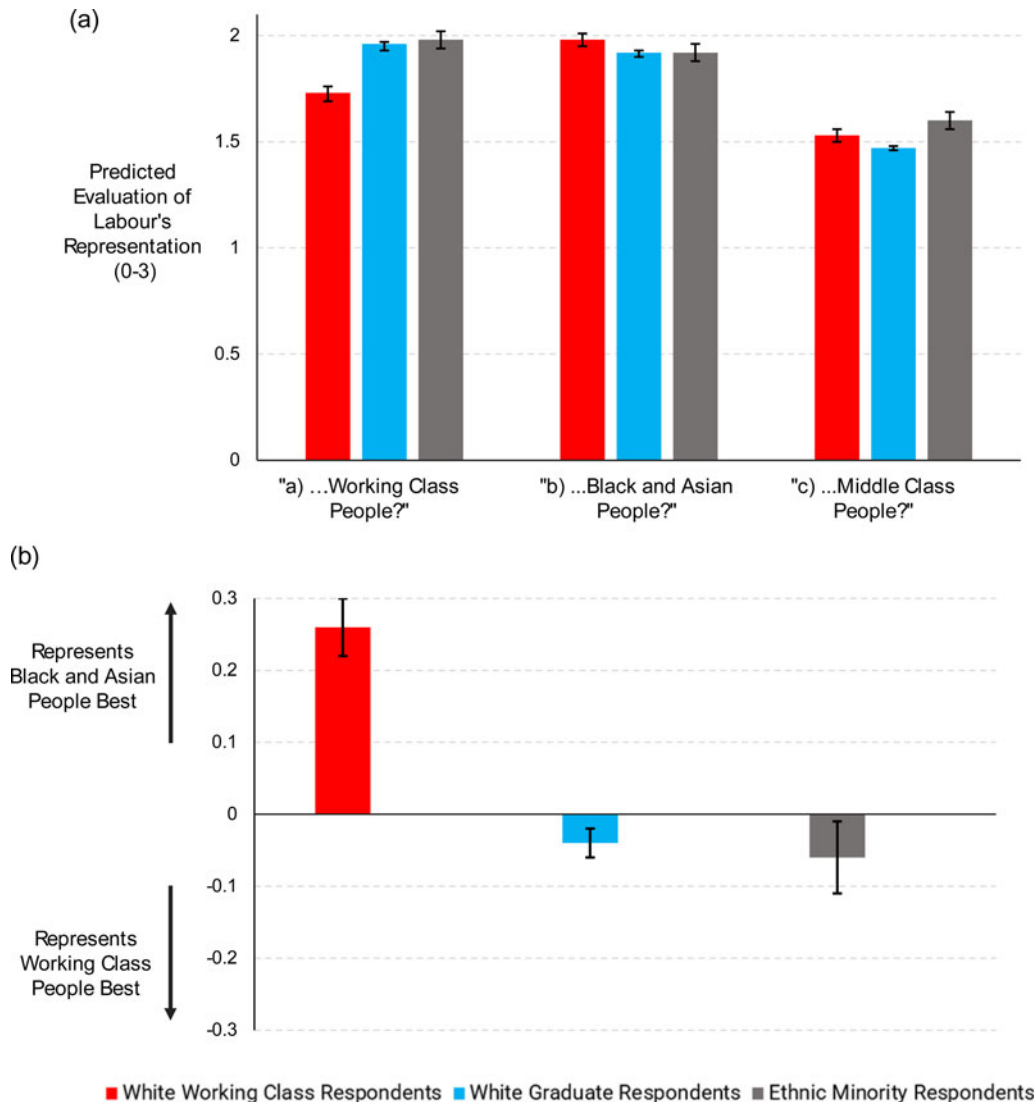 (a)
2
1.5
1
0.5
0
Predicted
Evaluation of
Labour's
Representation
(0-3)
"a) …Working Class
People?"
"b) ...Black and Asian
People?"
"c) ...Middle Class
People?"
(b)
0.3
0.2
0.1
0
-0.1
-0.2
-0.3
Represents
Black and Asian
People Best
Represents
Working Class
People Best
White Working Class Respondents White Graduate Respondents Ethnic Minority Respondents